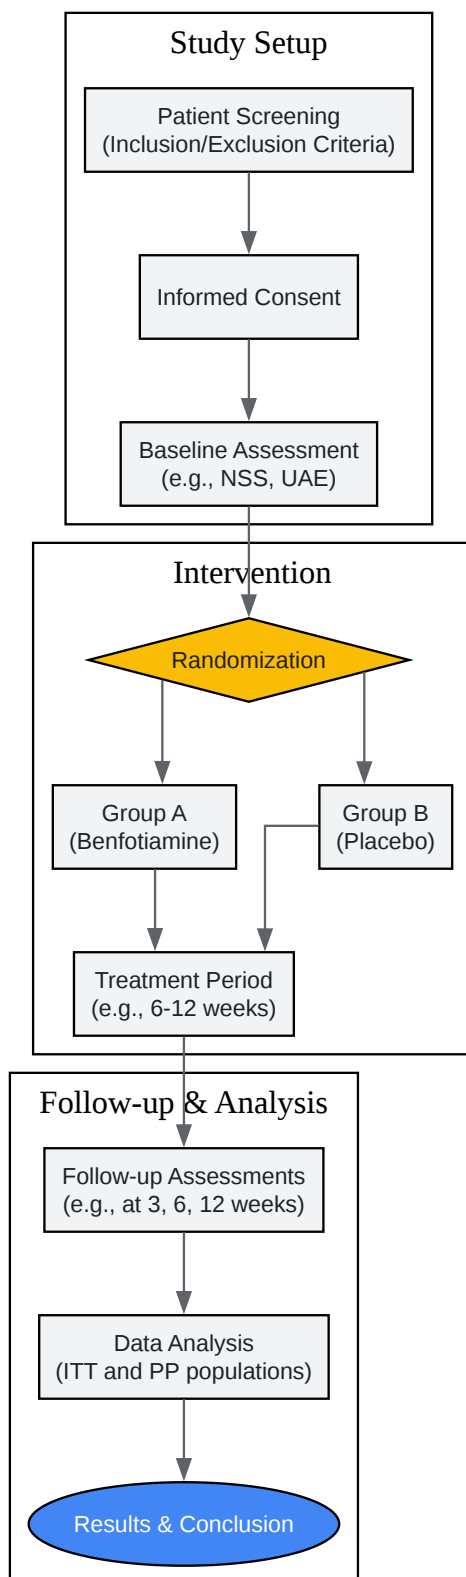 Study Setup
Patient Screening
(Inclusion/Exclusion Criteria)
Informed Consent
Baseline Assessment
(e.g., NSS, UAE)
Intervention
Randomization
Group A
(Benfotiamine)
Group B
(Placebo)
Treatment Period
(e.g., 6-12 weeks)
Follow-up & Analysis
Follow-up Assessments
(e.g., at 3, 6, 12 weeks)
Data Analysis
(ITT and PP populations)
Results & Conclusion